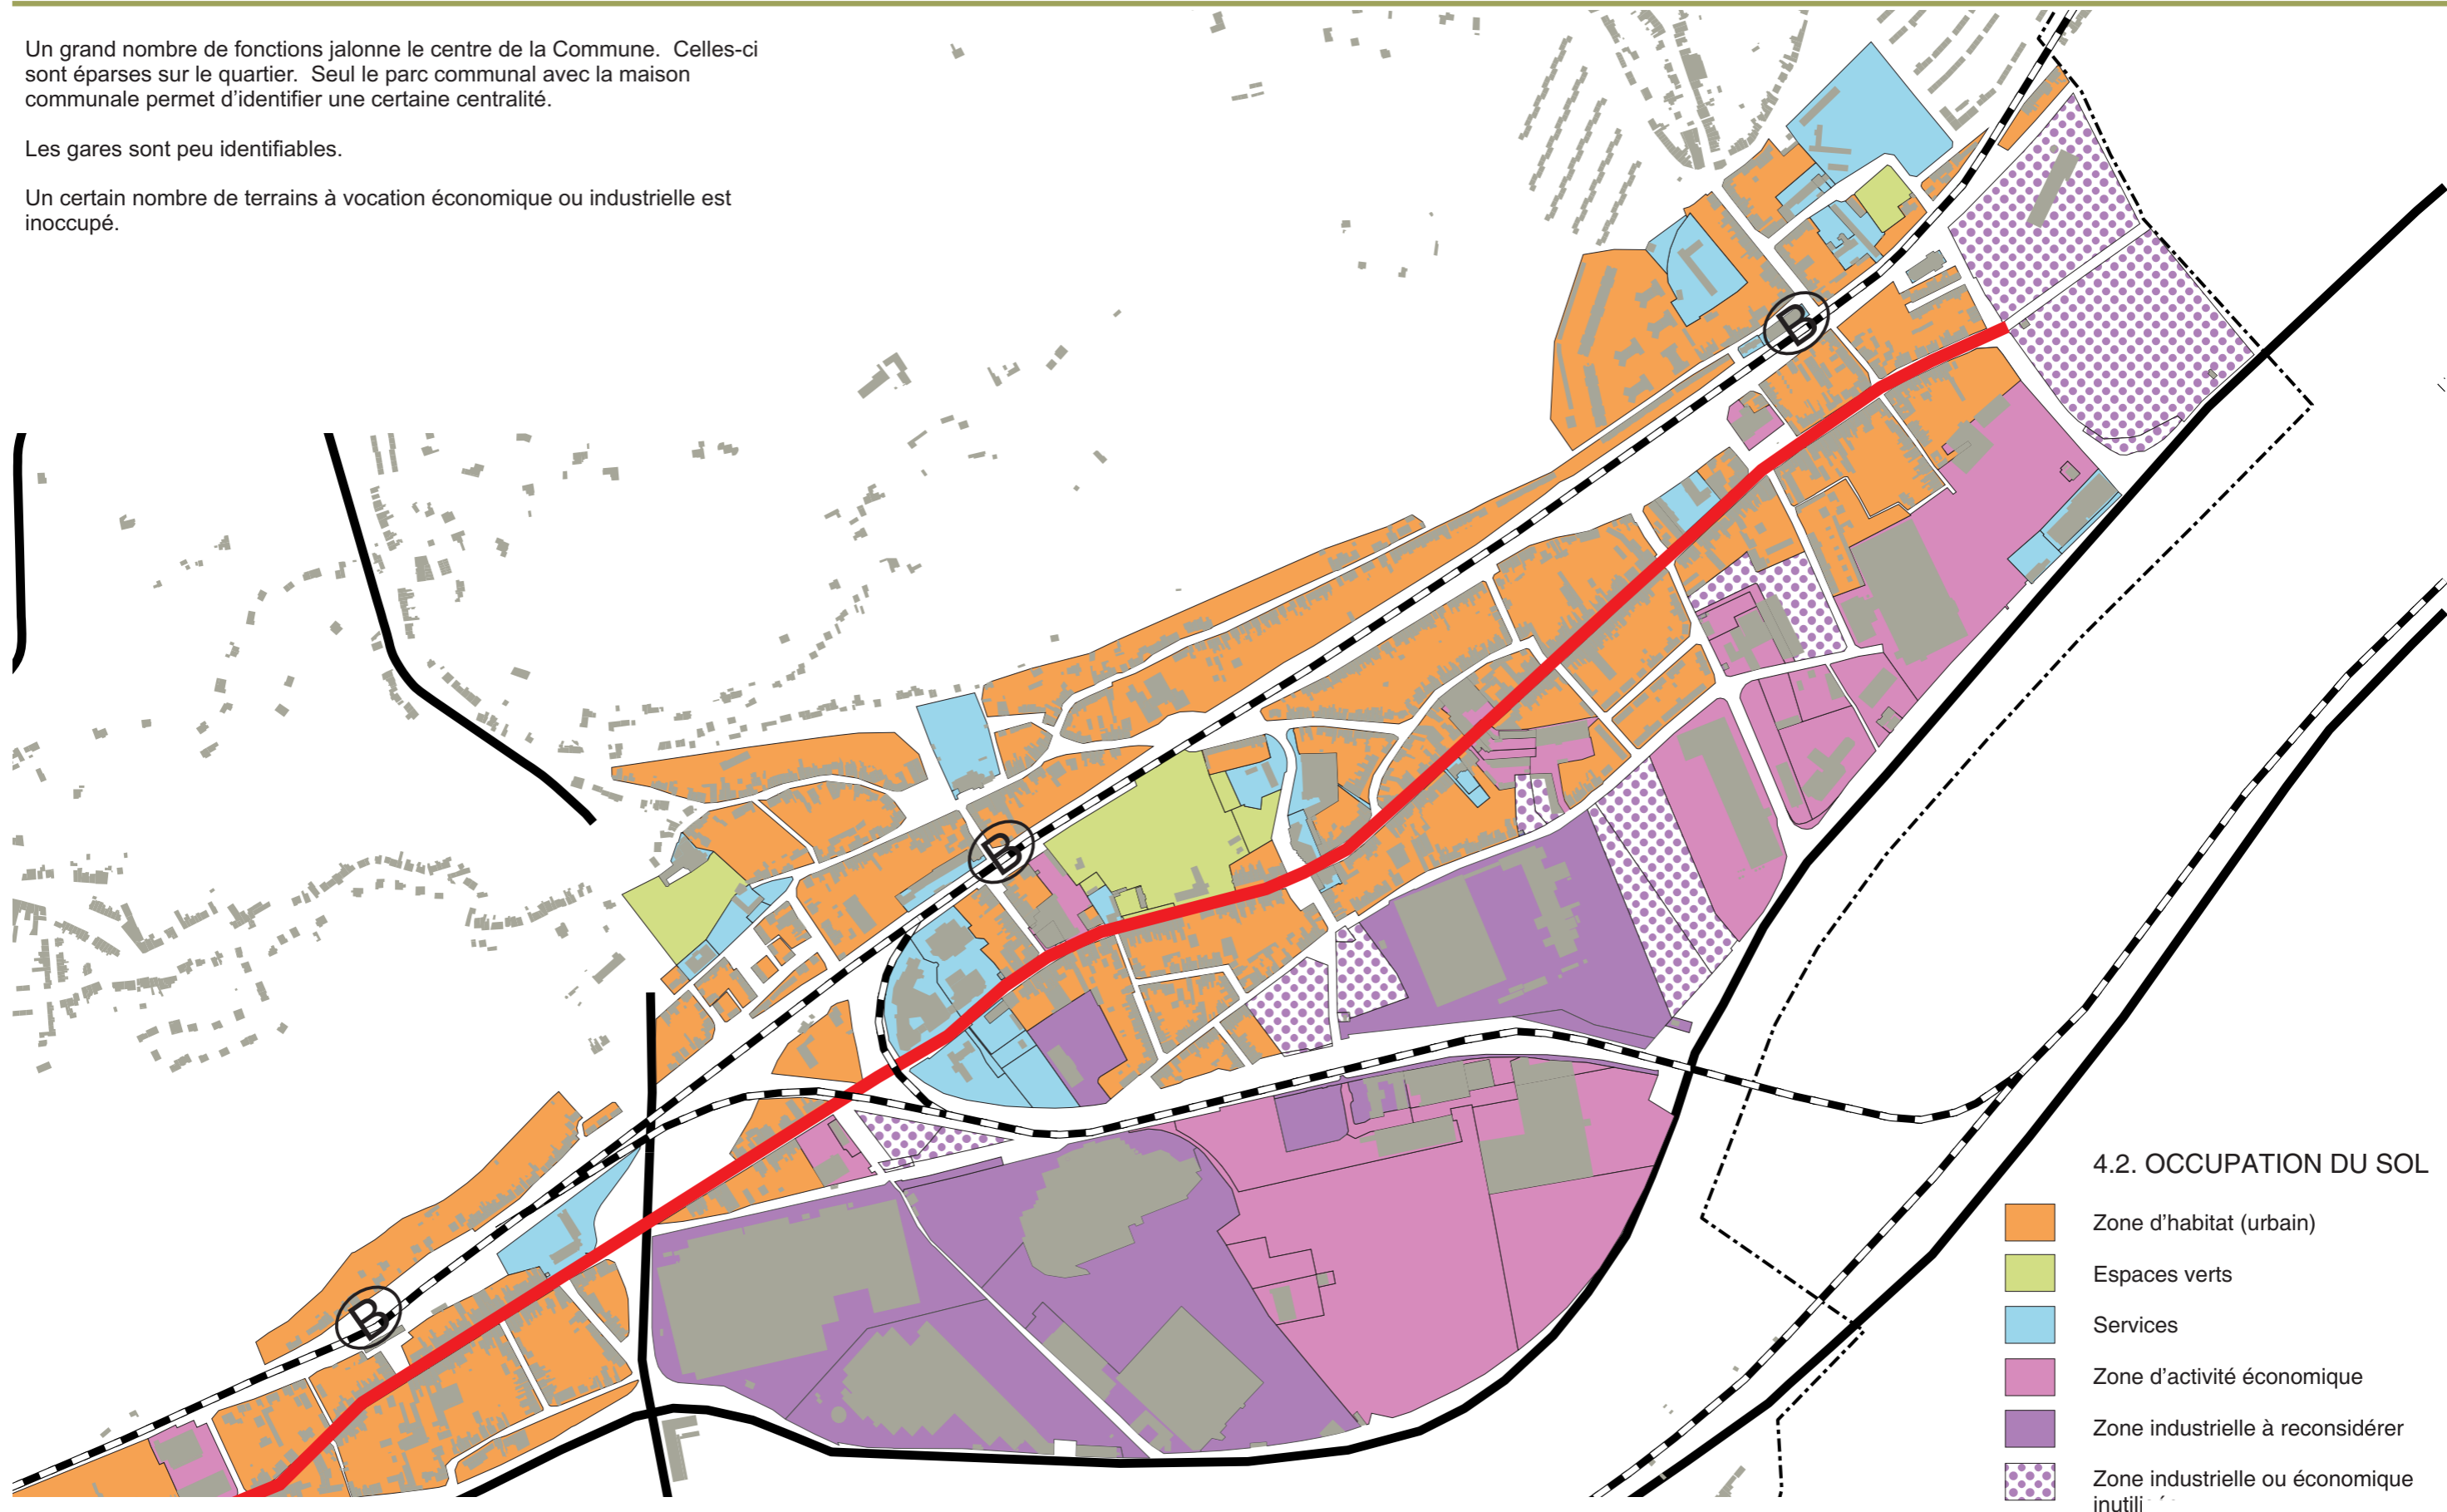 Un grand nombre de fonctions jalonne le centre de la Commune.  Celles-ci
sont éparses sur le quartier.  Seul le parc communal avec la maison
communale permet d'identifier une certaine centralité.
Les gares sont peu identifiables.
Un certain nombre de terrains à vocation économique ou industrielle est
inoccupé.
B
B
B
4.2. OCCUPATION DU SOL
Zone d'habitat (urbain)
Espaces verts
Services
Zone d'activité économique
Zone industrielle à reconsidérer
Zone industrielle ou économique